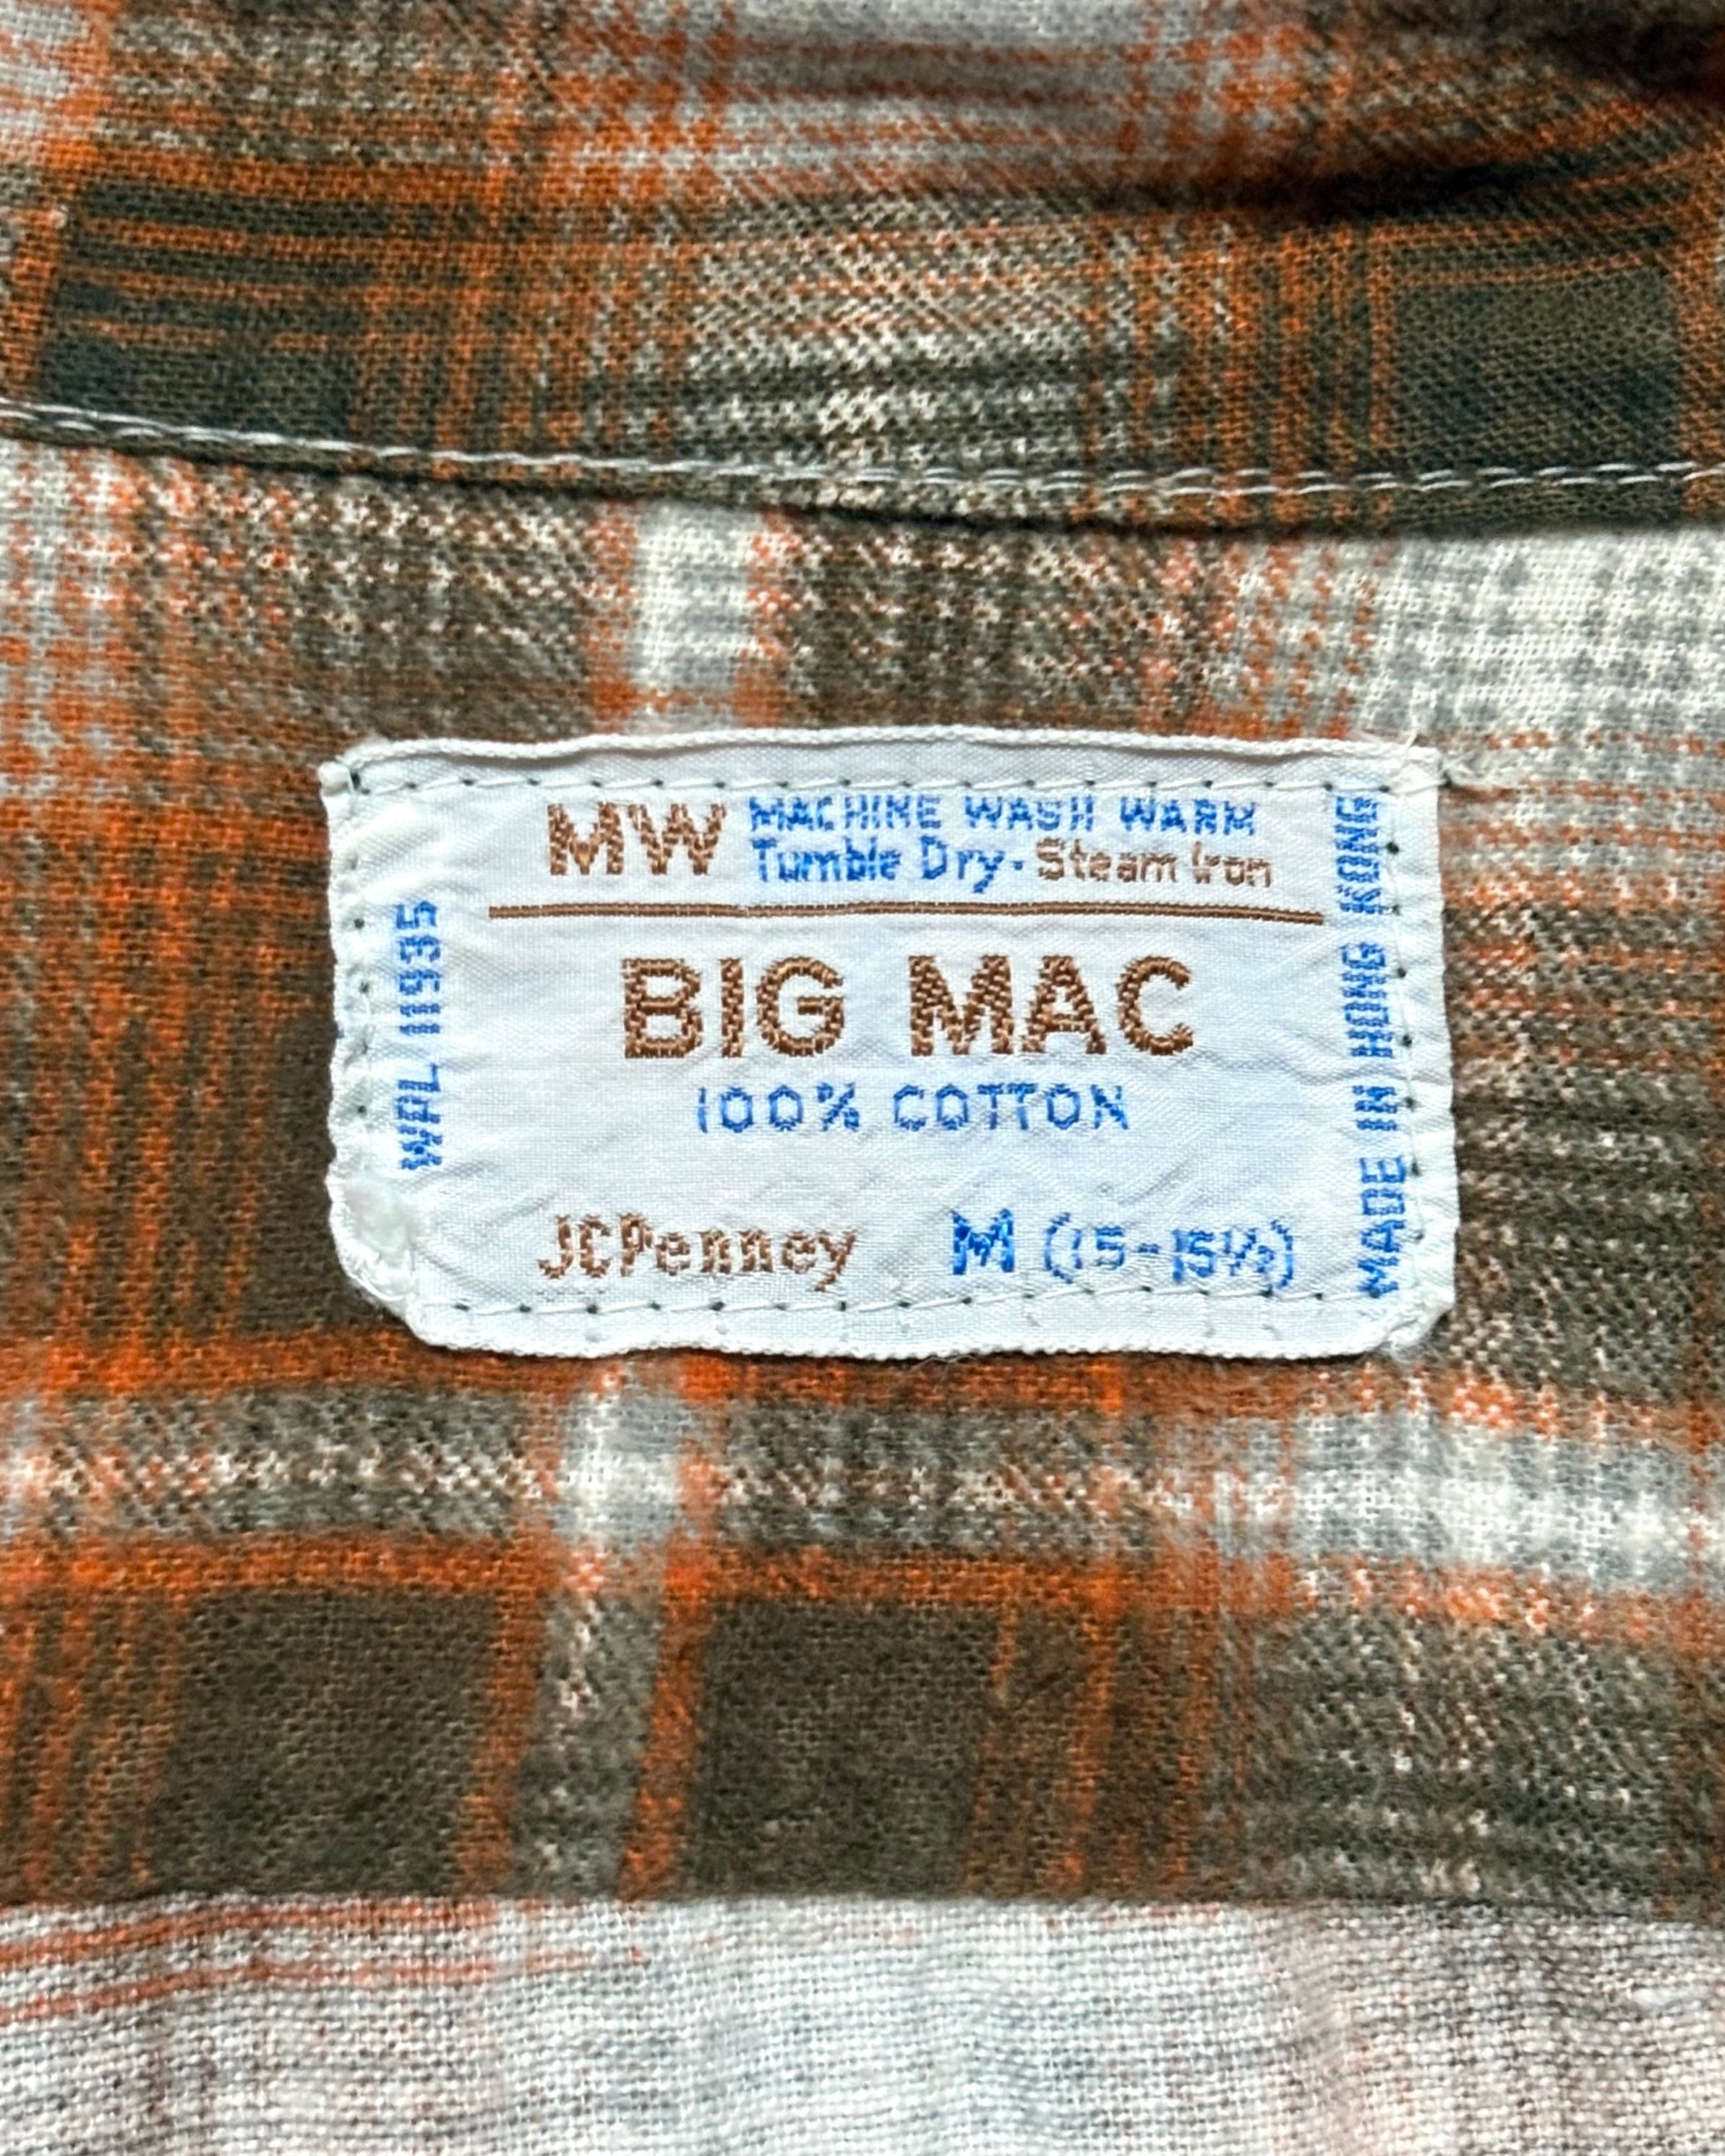 MW MACHINE WASH WARM
Tumble Dry · Steam Iron
BIG MAC
100% COTTON
JCPenney M (15-15½)
WPL 11935
MADE IN HONG KONG